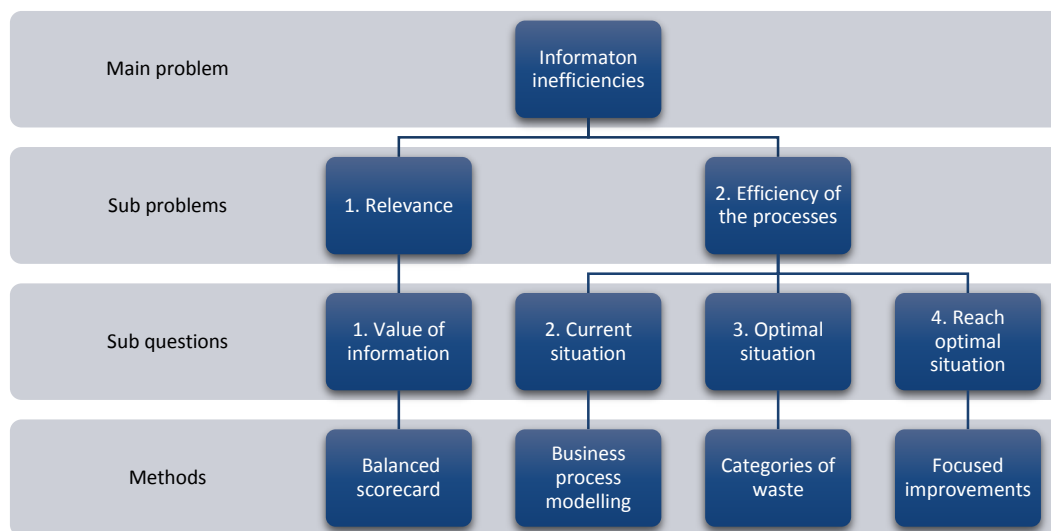 Main problem
Informaton
inefficiencies
Sub problems
1. Relevance
2. Efficiency of
the processes
Sub questions
1. Value of
information
2. Current
situation
3. Optimal
situation
4. Reach
optimal
situation
Methods
Balanced
scorecard
Business
process
modelling
Categories of
waste
Focused
improvements